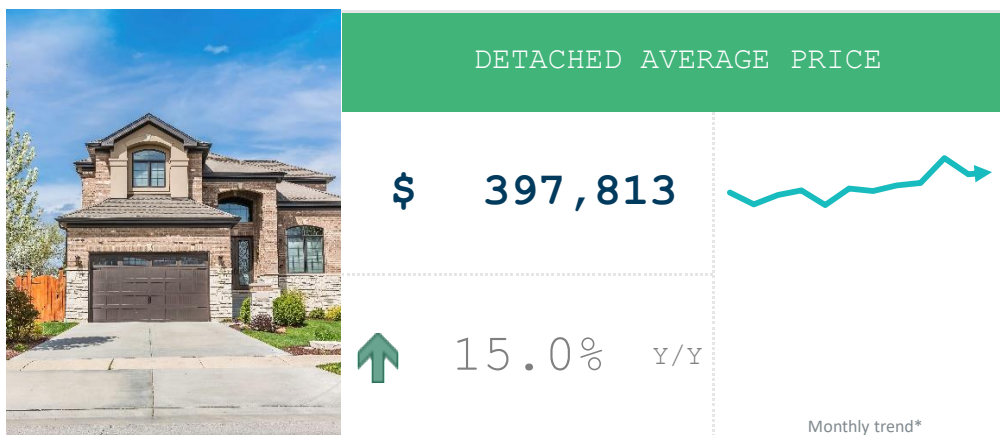 DETACHED AVERAGE PRICE
$ 397,813
15.0% Y/Y
Monthly trend*